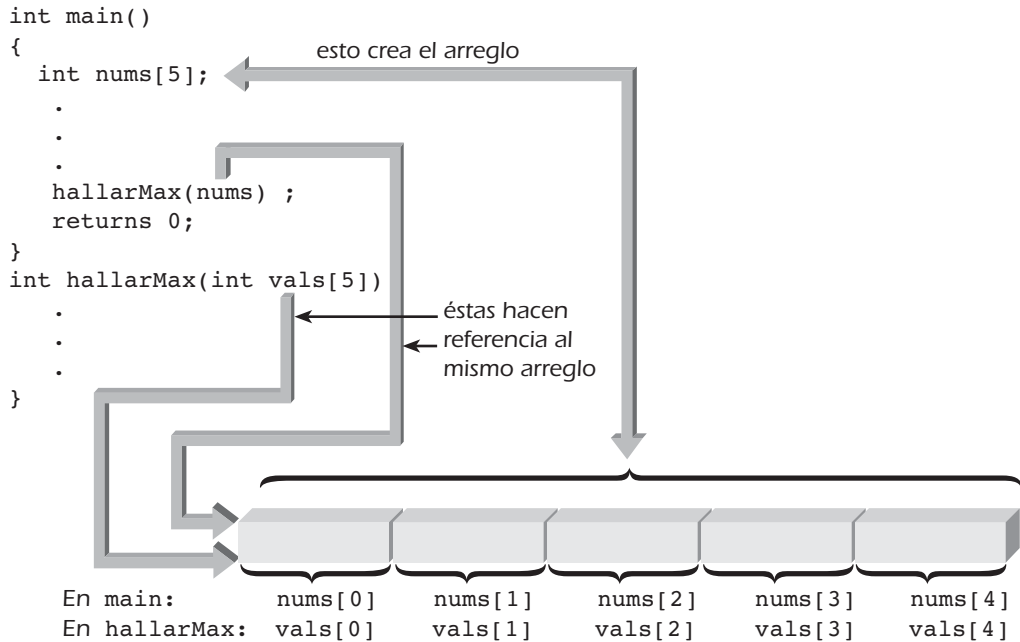 int main()
{
esto crea el arreglo
int nums[5];
.
.
.
hallarMax(nums) ;
returns 0;
}
int hallarMax(int vals[5])
.
.
.
}
éstas hacen
referencia al
mismo arreglo
En main: nums[0] nums[1] nums[2] nums[3] nums[4]
En hallarMax: vals[0] vals[1] vals[2] vals[3] vals[4]